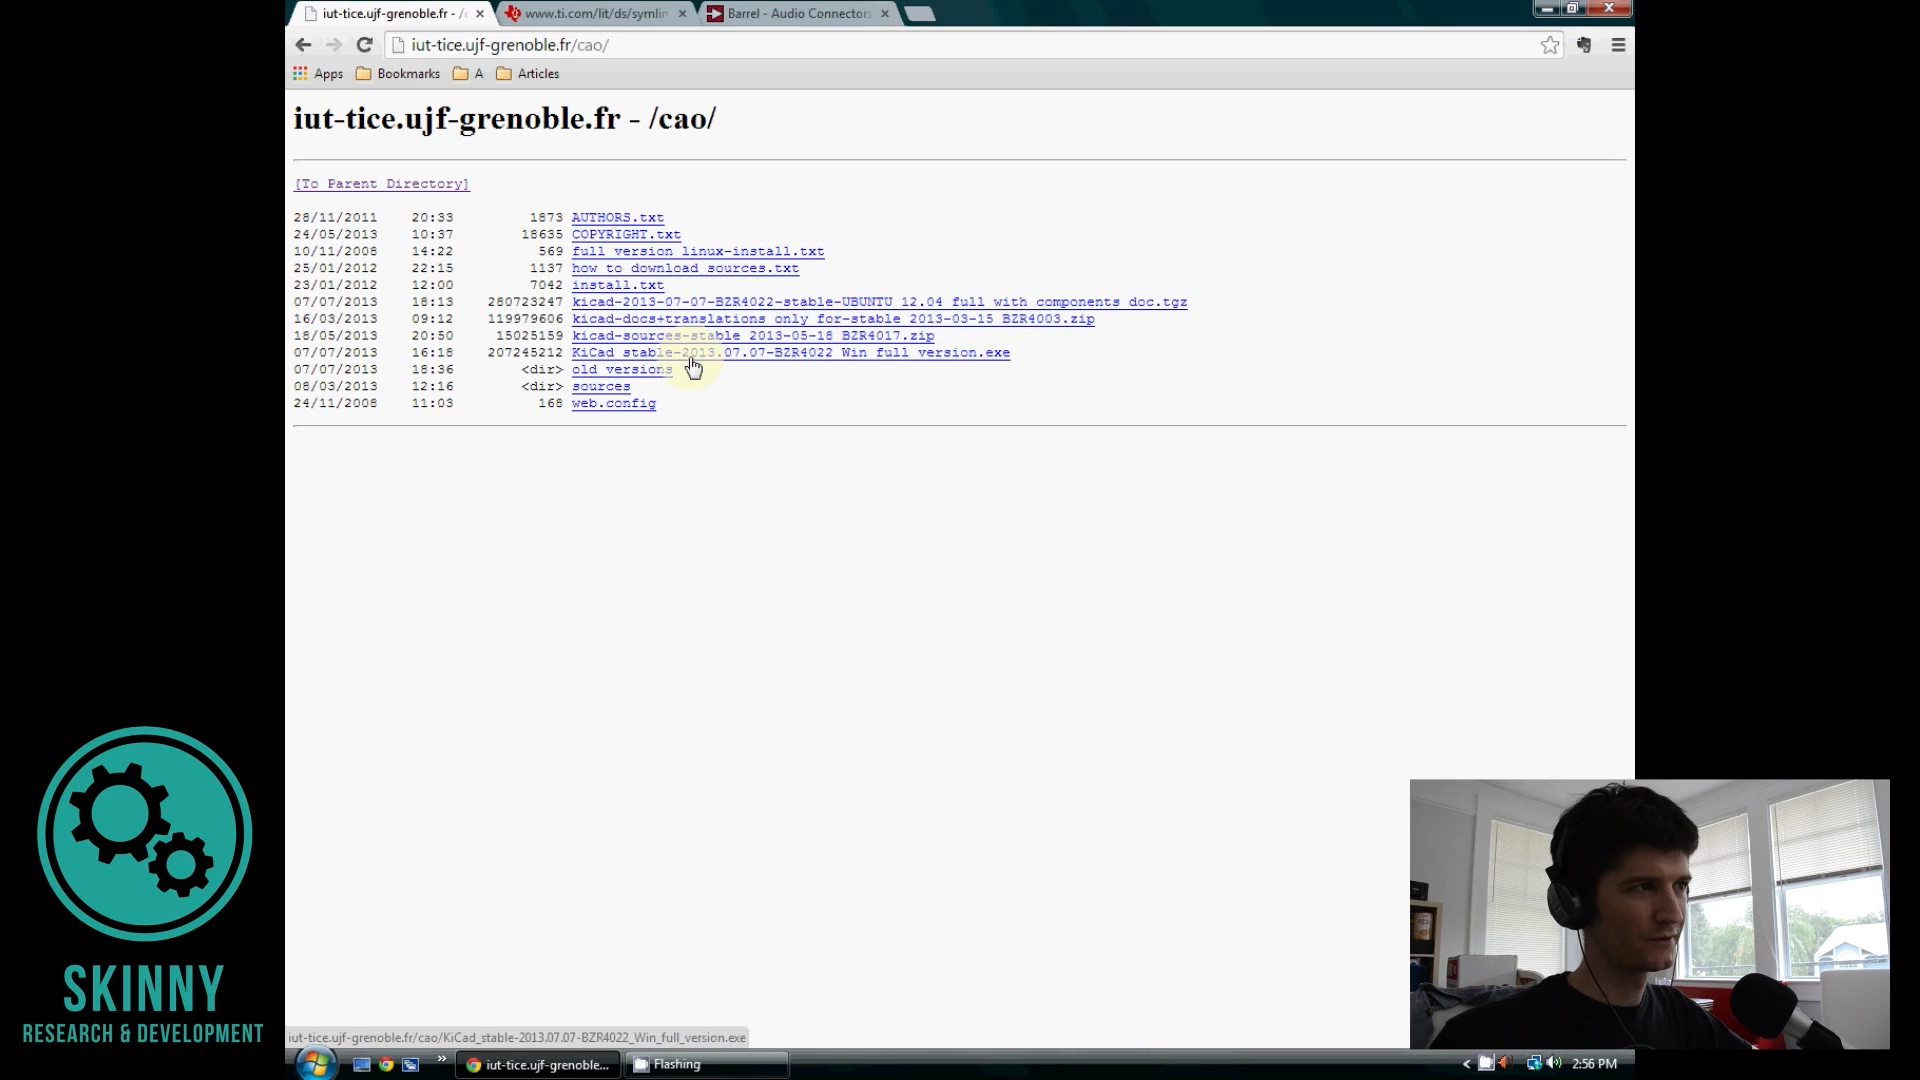 iut-tice.ujf-grenoble.fr - /
www.ti.com/lit/ds/symlin
Barrel - Audio Connectors
iut-tice.ujf-grenoble.fr/cao/
Apps Bookmarks A Articles
iut-tice.ujf-grenoble.fr - /cao/
[To Parent Directory]
28/11/2011 20:33 1873 AUTHORS.txt
24/05/2013 10:37 18635 COPYRIGHT.txt
10/11/2008 14:22 569 full version linux-install.txt
25/01/2012 22:15 1137 how to download sources.txt
23/01/2012 12:00 7042 install.txt
07/07/2013 18:13 280723247 kicad-2013-07-07-BZR4022-stable-UBUNTU 12.04 full with components doc.tgz
16/03/2013 09:12 119979606 kicad-docs+translations only for-stable 2013-03-15 BZR4003.zip
18/05/2013 20:50 15025159 kicad-sources-stable 2013-05-18 BZR4017.zip
07/07/2013 16:18 207245212 KiCad stable-2013.07.07-BZR4022 Win full version.exe
07/07/2013 18:36 <dir> old versions
08/03/2013 12:16 <dir> sources
24/11/2008 11:03 168 web.config
SKINNY
RESEARCH & DEVELOPMENT
iut-tice.ujf-grenoble.fr/cao/KiCad_stable-2013.07.07-BZR4022_Win_full_version.exe
iut-tice.ujf-grenoble...
Flashing
2:56 PM